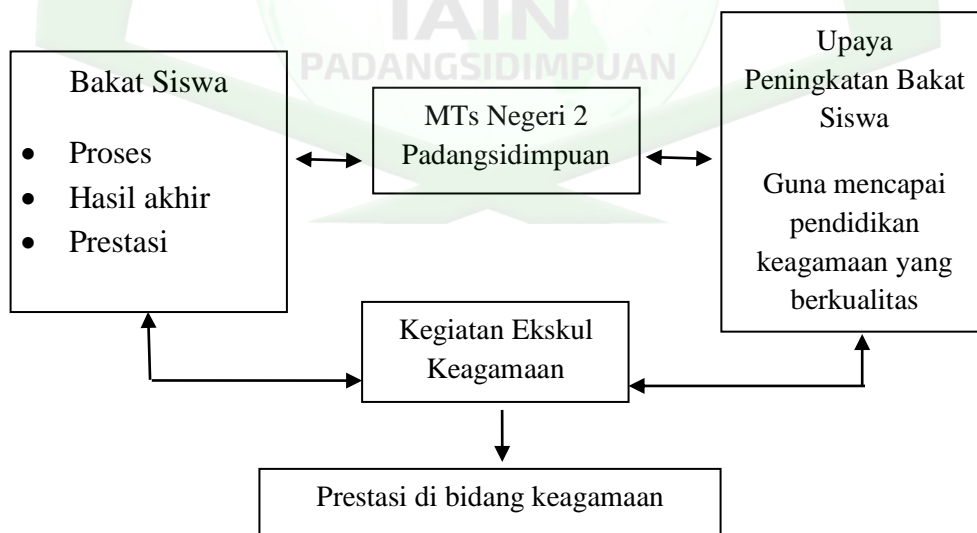 IAIN
PADANGSIDIMPUAN
Bakat Siswa
• Proses
• Hasil akhir
• Prestasi
MTs Negeri 2
Padangsidimpuan
Upaya
Peningkatan Bakat
Siswa
Guna mencapai
pendidikan
keagamaan yang
berkualitas
Kegiatan Ekskul
Keagamaan
Prestasi di bidang keagamaan